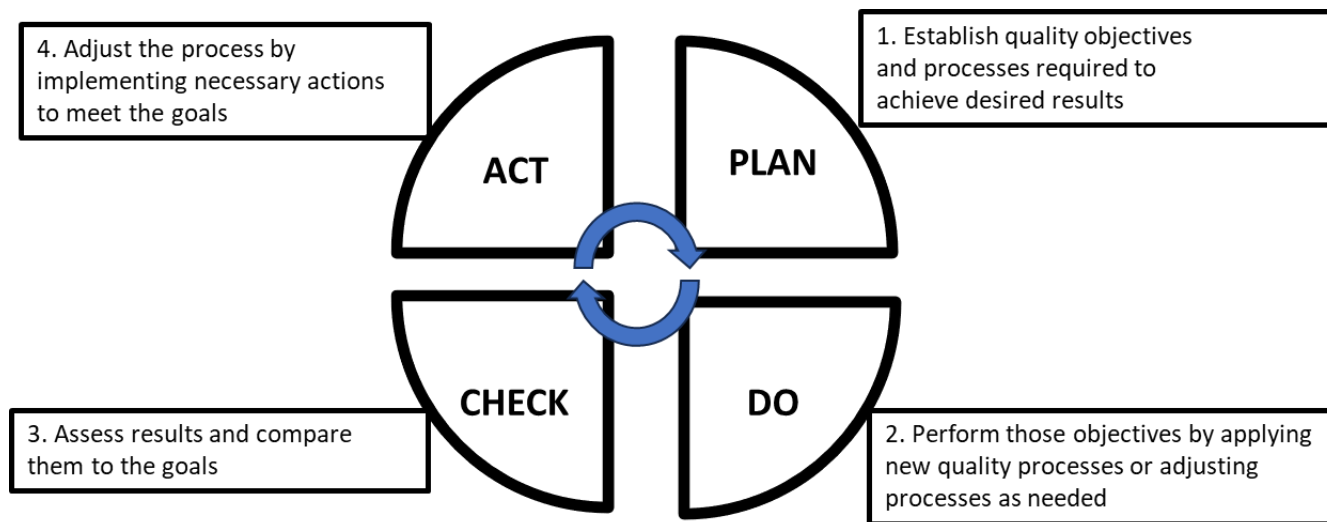 4. Adjust the process by
implementing necessary actions
to meet the goals
1. Establish quality objectives
and processes required to
achieve desired results
ACT
PLAN
CHECK
DO
3. Assess results and compare
them to the goals
2. Perform those objectives by applying
new quality processes or adjusting
processes as needed